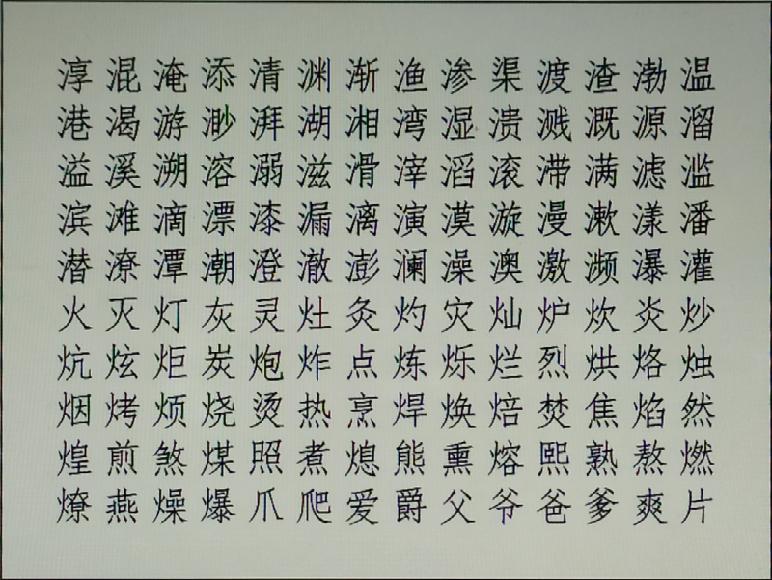 淳混淹添清渊渐渔渗渠渡渣渤温
港渴游渺湃湖湘湾湿溃溅溉源溜
溢溪溯溶溺滋滑滓滔滚滞满滤滥
滨滩滴漂漆漏漓演漠漩漫漱漾潘
潜潦潭潮澄澈澎澜澡澳激濒瀑灌
火灭灯灰灵灶灸灼灾灿炉炊炎炒
炕炫炬炭炮炸点炼烁烂烈烘烙烛
烟烤烦烧烫热烹焊焕焙焚焦焰然
煌煎煞煤照煮熄熊熏熔熙熟熬燃
燎燕燥爆爪爬爱爵父爷爸爹爽片